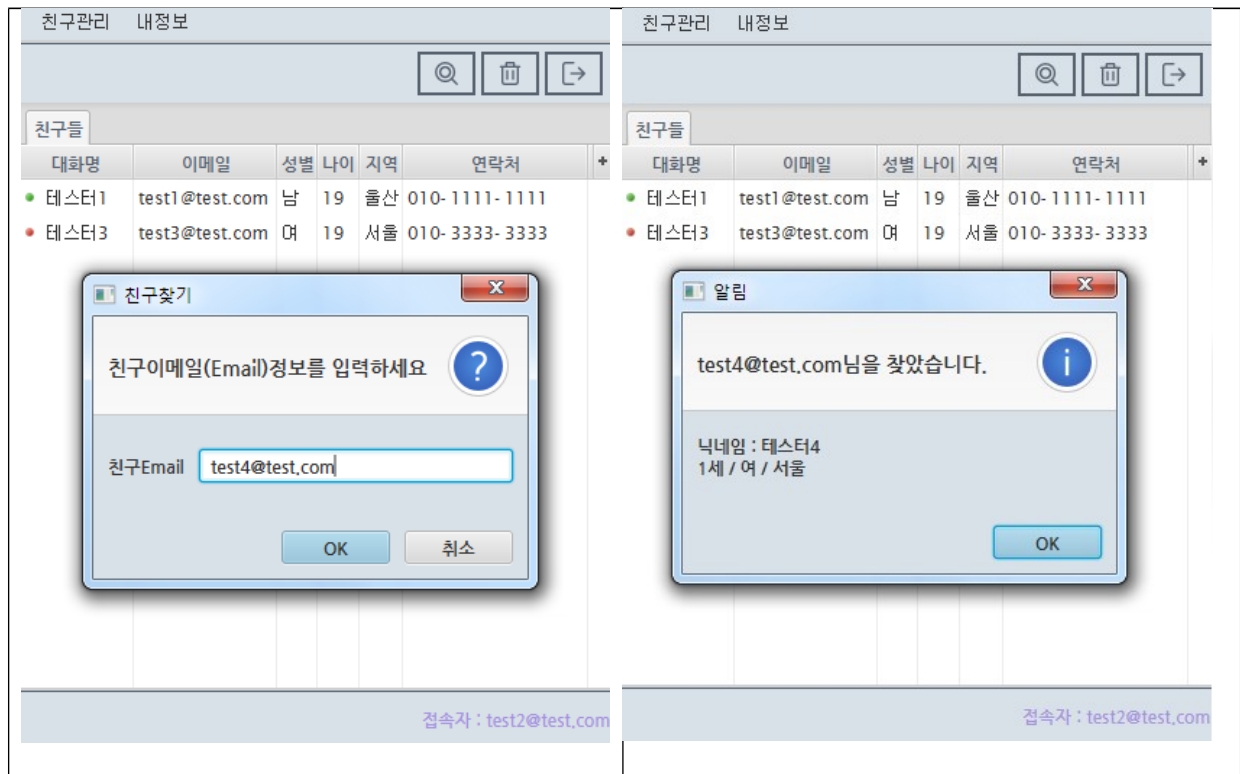 친구관리 내정보
친구들
대화명 이메일 성별 나이 지역 연락처 +
테스터1 test1@test.com 남 19 울산 010-1111-1111
테스터3 test3@test.com 여 19 서울 010-3333-3333
친구찾기
친구이메일(Email)정보를 입력하세요
친구Email test4@test.com
OK 취소
접속자 : test2@test.com
친구관리 내정보
친구들
대화명 이메일 성별 나이 지역 연락처 +
테스터1 test1@test.com 남 19 울산 010-1111-1111
테스터3 test3@test.com 여 19 서울 010-3333-3333
알림
test4@test.com님을 찾았습니다.
닉네임 : 테스터4
1세 / 여 / 서울
OK
접속자 : test2@test.com